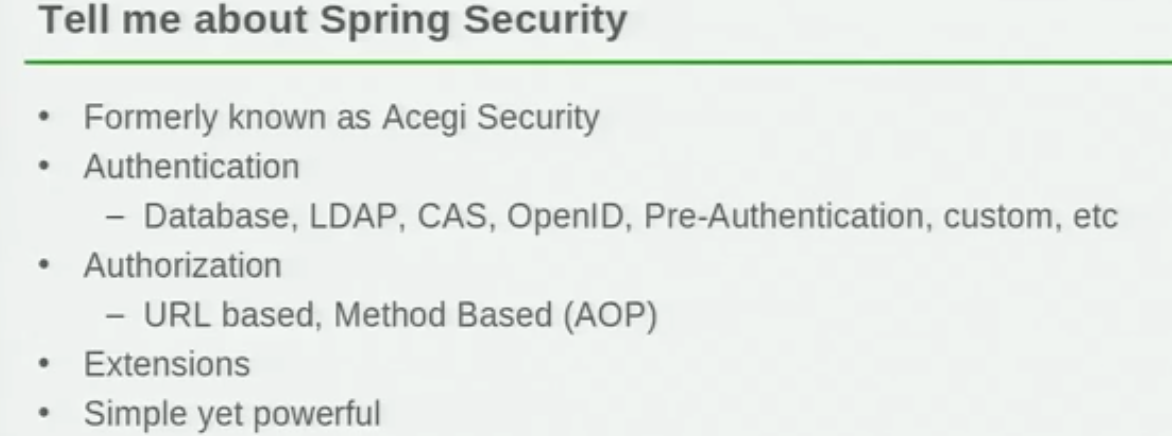 Tell me about Spring Security
• Formerly known as Acegi Security
• Authentication
– Database, LDAP, CAS, OpenID, Pre-Authentication, custom, etc
• Authorization
– URL based, Method Based (AOP)
• Extensions
• Simple yet powerful